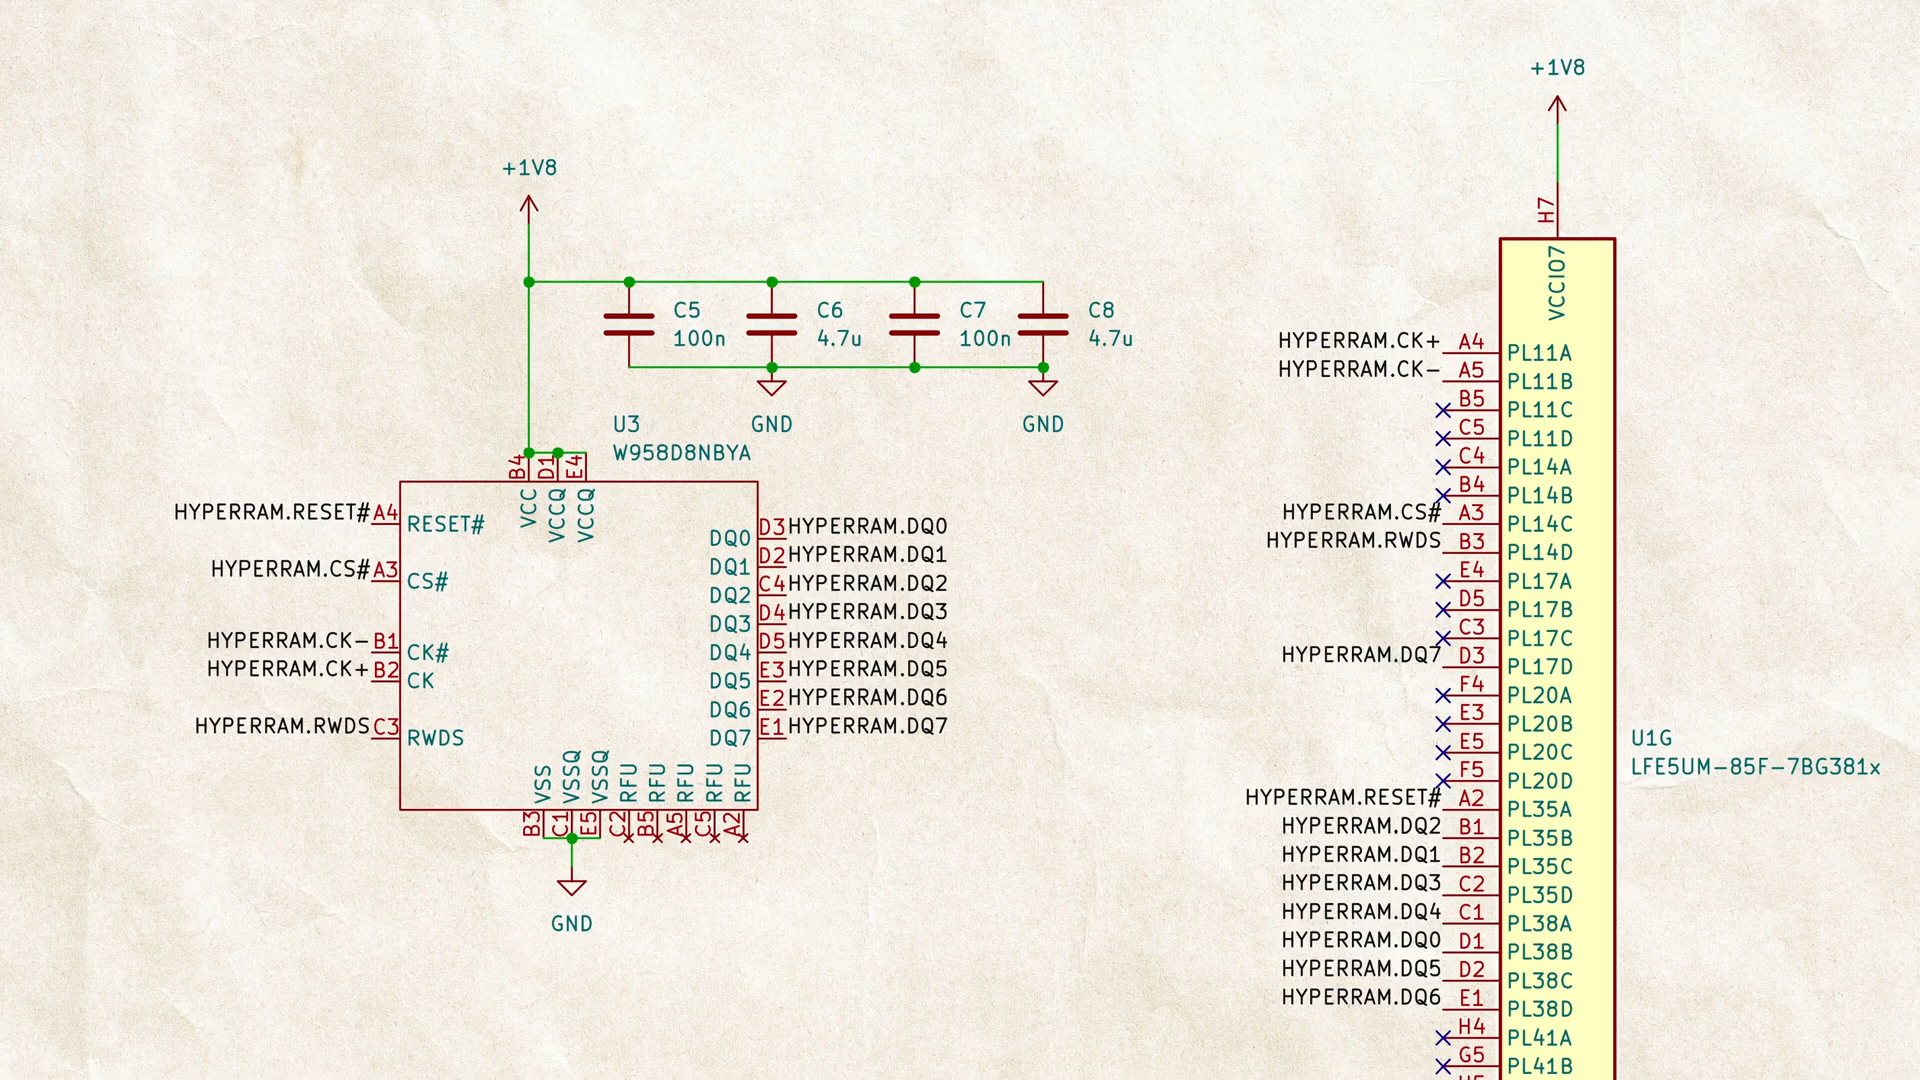 +1V8
C5
100n
C6
4.7u
C7
100n
C8
4.7u
GND
GND
U3
W958D8NBYA
B4
D1
E4
VCC
VCCQ
VCCQ
HYPERRAM.RESET# A4 RESET#
HYPERRAM.CS# A3 CS#
HYPERRAM.CK- B1 CK#
HYPERRAM.CK+ B2 CK
HYPERRAM.RWDS C3 RWDS
DQ0 D3 HYPERRAM.DQ0
DQ1 D2 HYPERRAM.DQ1
DQ2 C4 HYPERRAM.DQ2
DQ3 D4 HYPERRAM.DQ3
DQ4 D5 HYPERRAM.DQ4
DQ5 E3 HYPERRAM.DQ5
DQ6 E2 HYPERRAM.DQ6
DQ7 E1 HYPERRAM.DQ7
VSS
VSSQ
VSSQ
RFU
RFU
RFU
RFU
RFU
B3
C1
E5
C2
B5
A5
C5
A2
GND
+1V8
H7
VCCIO7
HYPERRAM.CK+ A4 PL11A
HYPERRAM.CK- A5 PL11B
B5 PL11C
C5 PL11D
C4 PL14A
B4 PL14B
HYPERRAM.CS# A3 PL14C
HYPERRAM.RWDS B3 PL14D
E4 PL17A
D5 PL17B
C3 PL17C
HYPERRAM.DQ7 D3 PL17D
F4 PL20A
E3 PL20B
E5 PL20C
F5 PL20D
HYPERRAM.RESET# A2 PL35A
HYPERRAM.DQ2 B1 PL35B
HYPERRAM.DQ1 B2 PL35C
HYPERRAM.DQ3 C2 PL35D
HYPERRAM.DQ4 C1 PL38A
HYPERRAM.DQ0 D1 PL38B
HYPERRAM.DQ5 D2 PL38C
HYPERRAM.DQ6 E1 PL38D
H4 PL41A
G5 PL41B
U1G
LFE5UM-85F-7BG381x